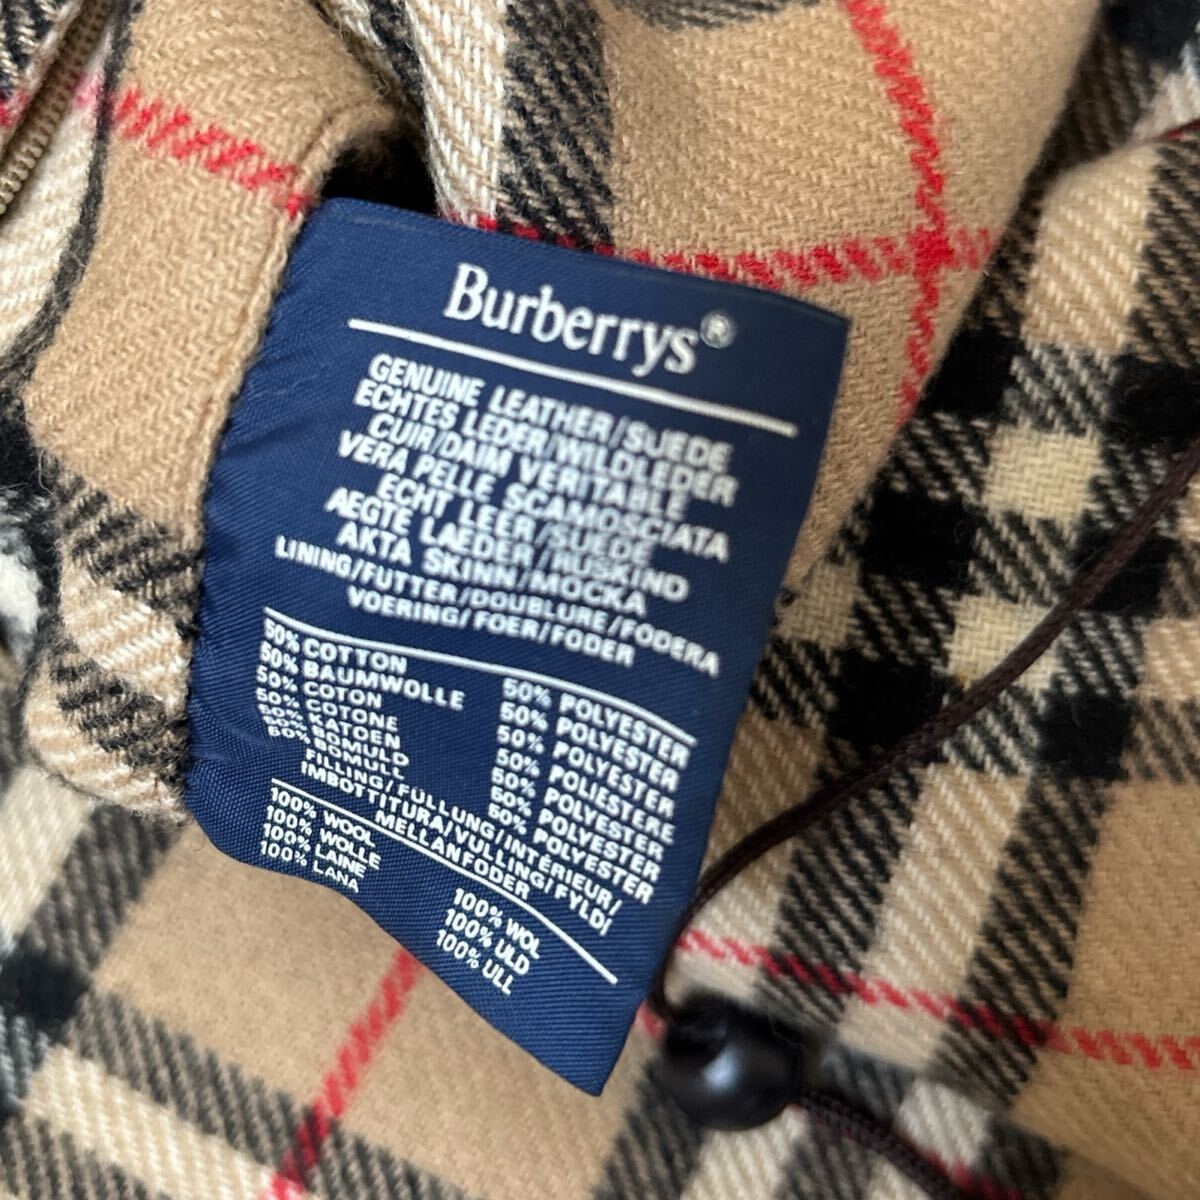 Burberrys®
GENUINE LEATHER/SUEDE
ECHTES LEDER/WILDLEDER
CUIR/DAIM VERITABLE
VERA PELLE SCAMOSCIATA
ECHT LEER/SUEDE
AEGTE LAEDER/RUSKIND
AKTA SKINN/MOCKA
LINING/FUTTER/DOUBLURE/FODERA
VOERING/FOER/FODER
50% COTTON 50% POLYESTER
50% BAUMWOLLE 50% POLYESTER
50% COTON 50% POLYESTER
50% COTONE 50% POLIESTERE
50% KATOEN 50% POLYESTER
50% BOMULD 50% POLYESTER
50% BOMULL 50% POLYESTER
FILLING/FÜLLUNG/INTÉRIEUR/
IMBOTTITURA/VULLING/FYLD/
MELLANFODER
100% WOOL 100% WOL
100% WOLLE 100% ULD
100% LAINE 100% ULL
100% LANA